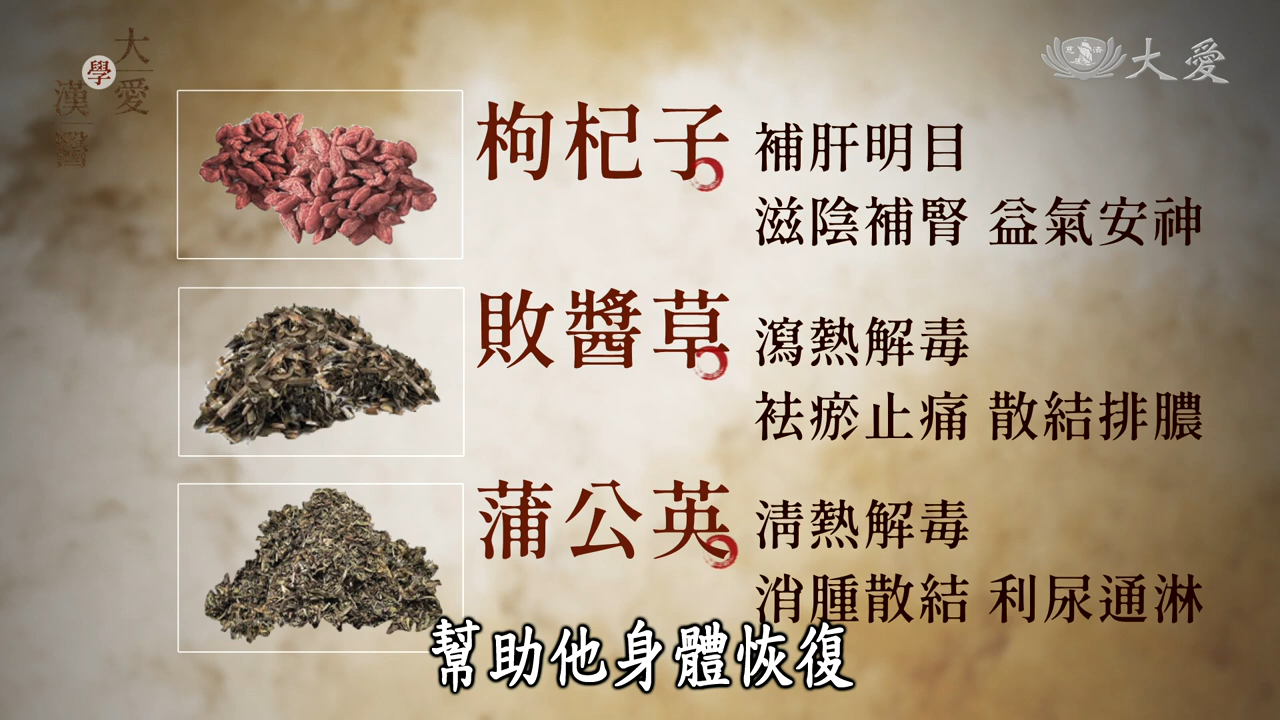 大愛
學
漢醫
慈濟
大愛
枸杞子
補肝明目
滋陰補腎 益氣安神
敗醬草
瀉熱解毒
袪瘀止痛 散結排膿
蒲公英
清熱解毒
消腫散結 利尿通淋
幫助他身體恢復